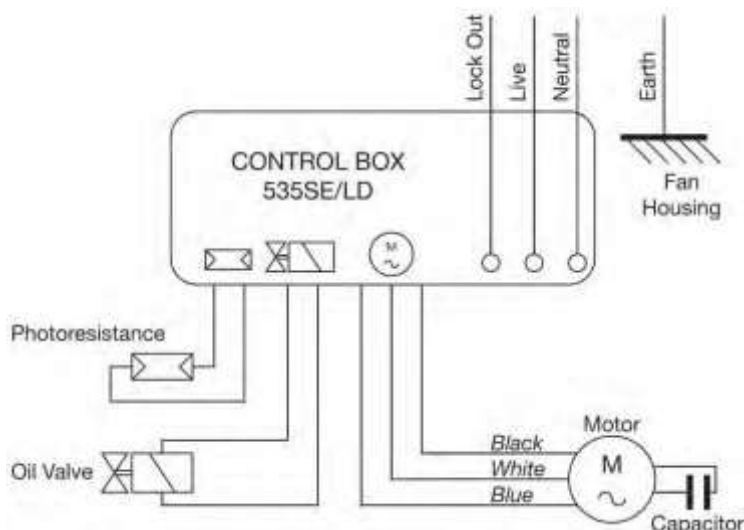 Lock Out
Live
Neutral
Earth
CONTROL BOX
535SE/LD
Fan
Housing
M
Photoresistance
Motor
Black
M
White
Oil Valve
Blue
Capacitor